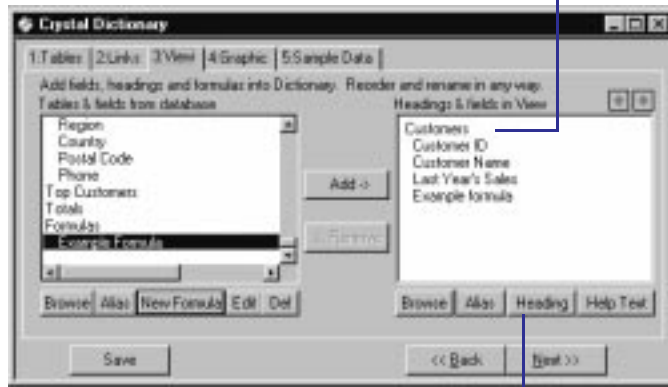 Crystal Dictionary
1:Tables 2:Links 3:View 4:Graphic 5:Sample Data
Add fields, headings and formulas into Dictionary. Reorder and rename in any way.
Tables & fields from database
Region
Country
Postal Code
Phone
Top Customers
Totals
Formulas
Example Formula
Browse Alias New Formula Edit Del
Add ->
<- Remove
Headings & fields in View
Customers
Customer ID
Customer Name
Last Year's Sales
Example formula
Browse Alias Heading Help Text
Save << Back Next >>